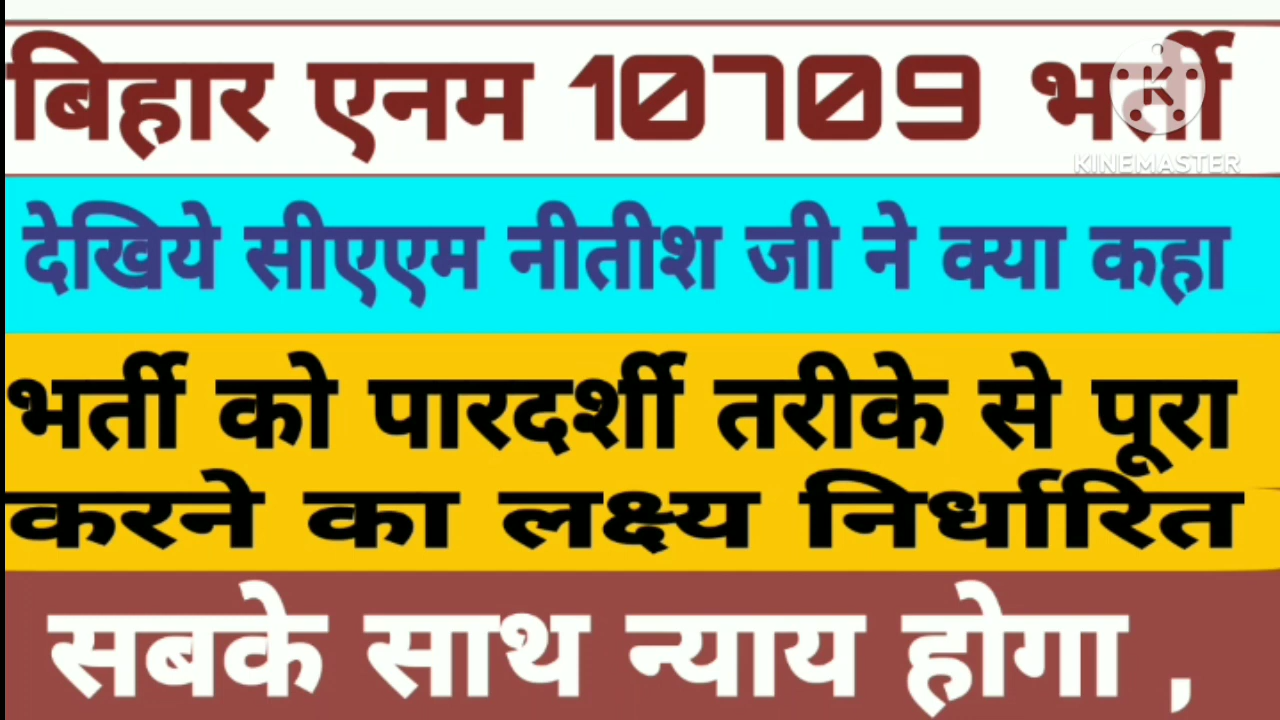 बिहार एनम 10709 भर्ती
K
KINEMASTER
देखिये सीएएम नीतीश जी ने क्या कहा
भर्ती को पारदर्शी तरीके से पूरा
करने का लक्ष्य निर्धारित
सबके साथ न्याय होगा ,